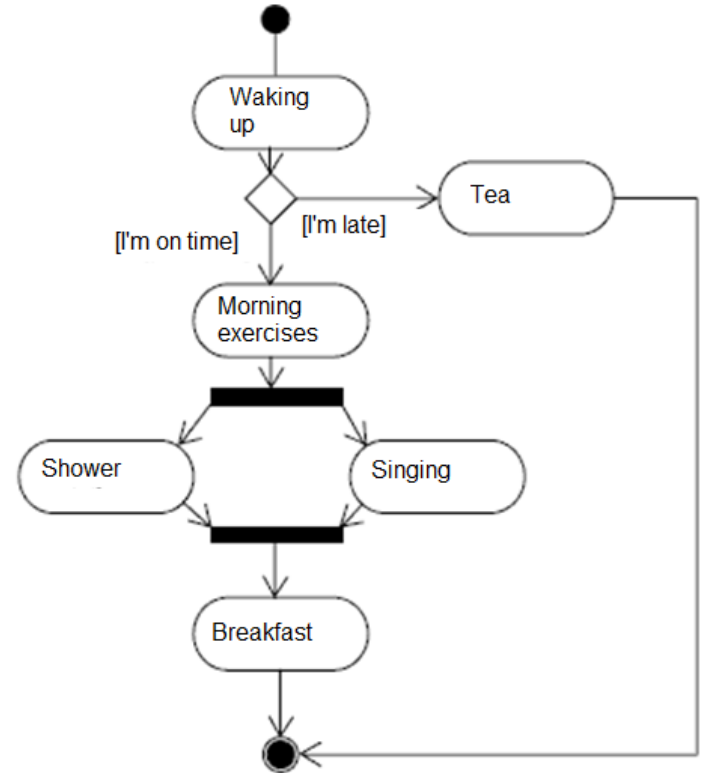 Waking
up
Tea
[I'm late]
[I'm on time]
Morning
exercises
Shower
Singing
Breakfast